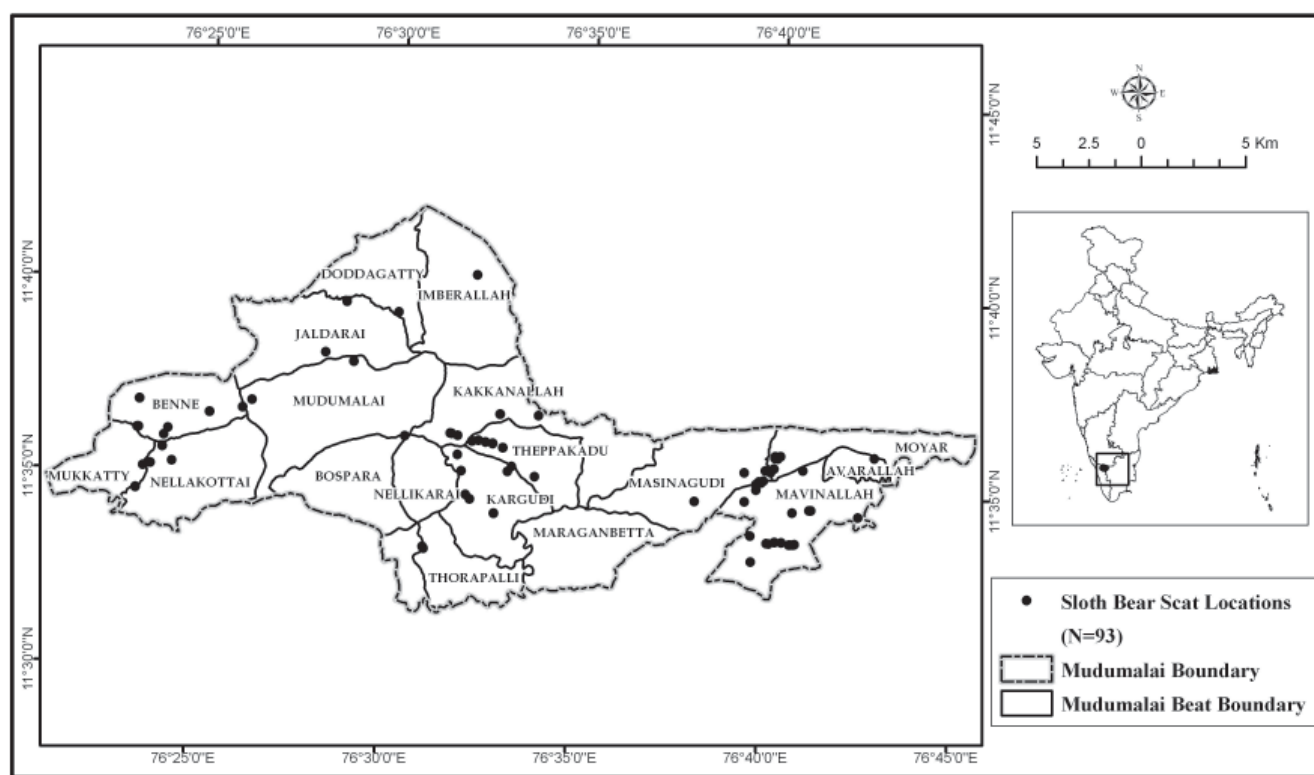 76°25'0"E 76°30'0"E 76°35'0"E 76°40'0"E
N
W E
S
5 2.5 0 5 Km
11°45'0"N
11°40'0"N
11°35'0"N
11°40'0"N
11°35'0"N
11°30'0"N
DODDAGATTY
IMBERALLAH
JALDARAI
KAKKANALLAH
BENNE
MUDUMALAI
THEPPAKADU
MOYAR
MUKKATTY
NELLAKOTTAI
BOSPARA
NELLIKARAI
KARGUDI
MASINAGUDI
AVARALLAH
MAVINALLAH
MARAGANBETTA
THORAPALLI
76°25'0"E 76°30'0"E 76°35'0"E 76°40'0"E 76°45'0"E
Sloth Bear Scat Locations
(N=93)
Mudumalai Boundary
Mudumalai Beat Boundary